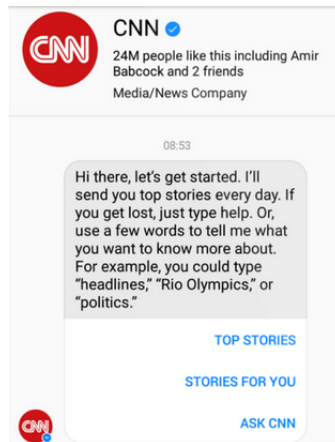 CNN
CNN
24M people like this including Amir
Babcock and 2 friends
Media/News Company
08:53
Hi there, let's get started. I'll
send you top stories every day. If
you get lost, just type help. Or,
use a few words to tell me what
you want to know more about.
For example, you could type
“headlines,” “Rio Olympics,” or
“politics.”
TOP STORIES
STORIES FOR YOU
ASK CNN
CNN